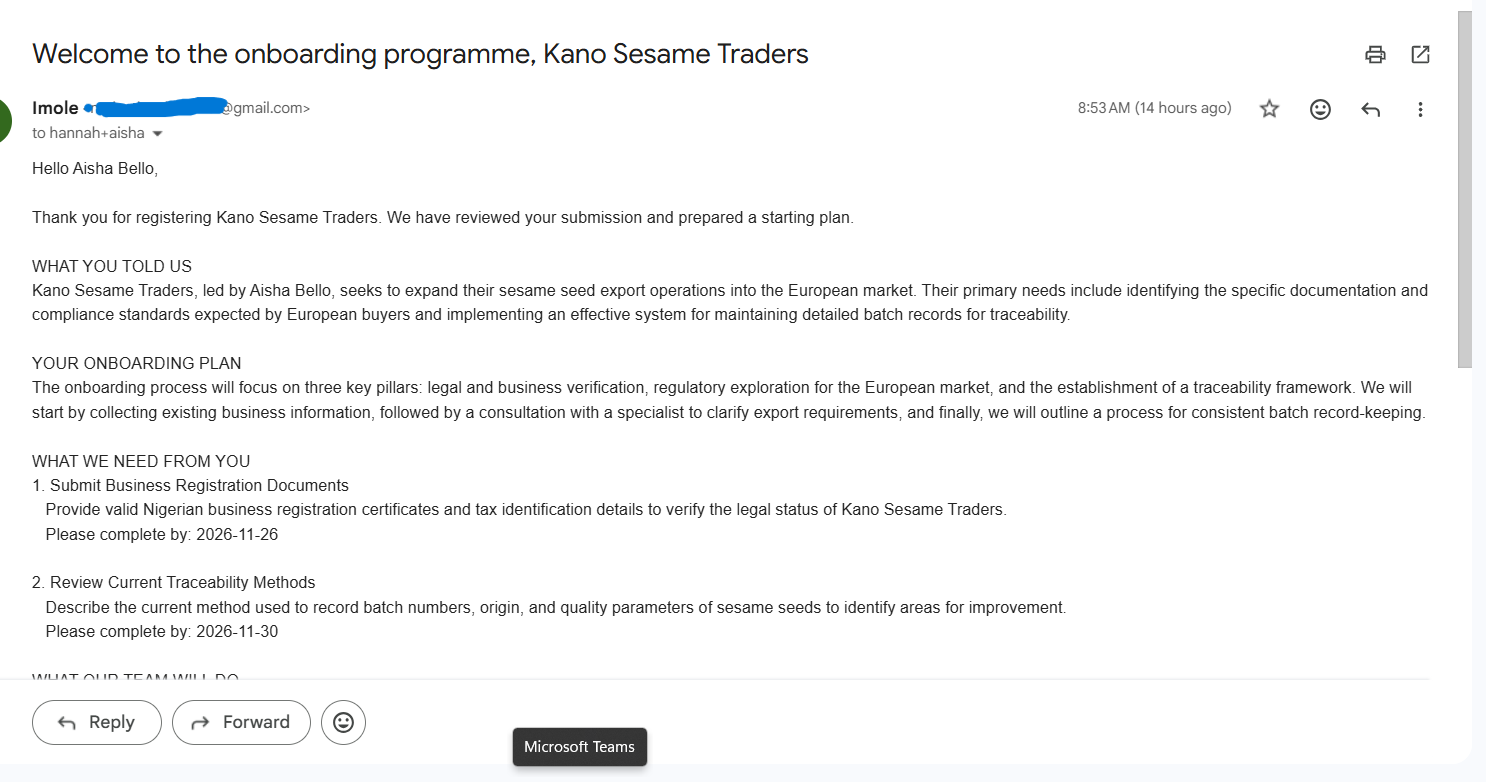 Welcome to the onboarding programme, Kano Sesame Traders
Imole @gmail.com>
8:53 AM (14 hours ago)
to hannah+aisha
Hello Aisha Bello,
Thank you for registering Kano Sesame Traders. We have reviewed your submission and prepared a starting plan.
WHAT YOU TOLD US
Kano Sesame Traders, led by Aisha Bello, seeks to expand their sesame seed export operations into the European market. Their primary needs include identifying the specific documentation and
compliance standards expected by European buyers and implementing an effective system for maintaining detailed batch records for traceability.
YOUR ONBOARDING PLAN
The onboarding process will focus on three key pillars: legal and business verification, regulatory exploration for the European market, and the establishment of a traceability framework. We will
start by collecting existing business information, followed by a consultation with a specialist to clarify export requirements, and finally, we will outline a process for consistent batch record-keeping.
WHAT WE NEED FROM YOU
1. Submit Business Registration Documents
Provide valid Nigerian business registration certificates and tax identification details to verify the legal status of Kano Sesame Traders.
Please complete by: 2026-11-26
2. Review Current Traceability Methods
Describe the current method used to record batch numbers, origin, and quality parameters of sesame seeds to identify areas for improvement.
Please complete by: 2026-11-30
WHAT OUR TEAM WILL DO
Reply
Forward
Microsoft Teams